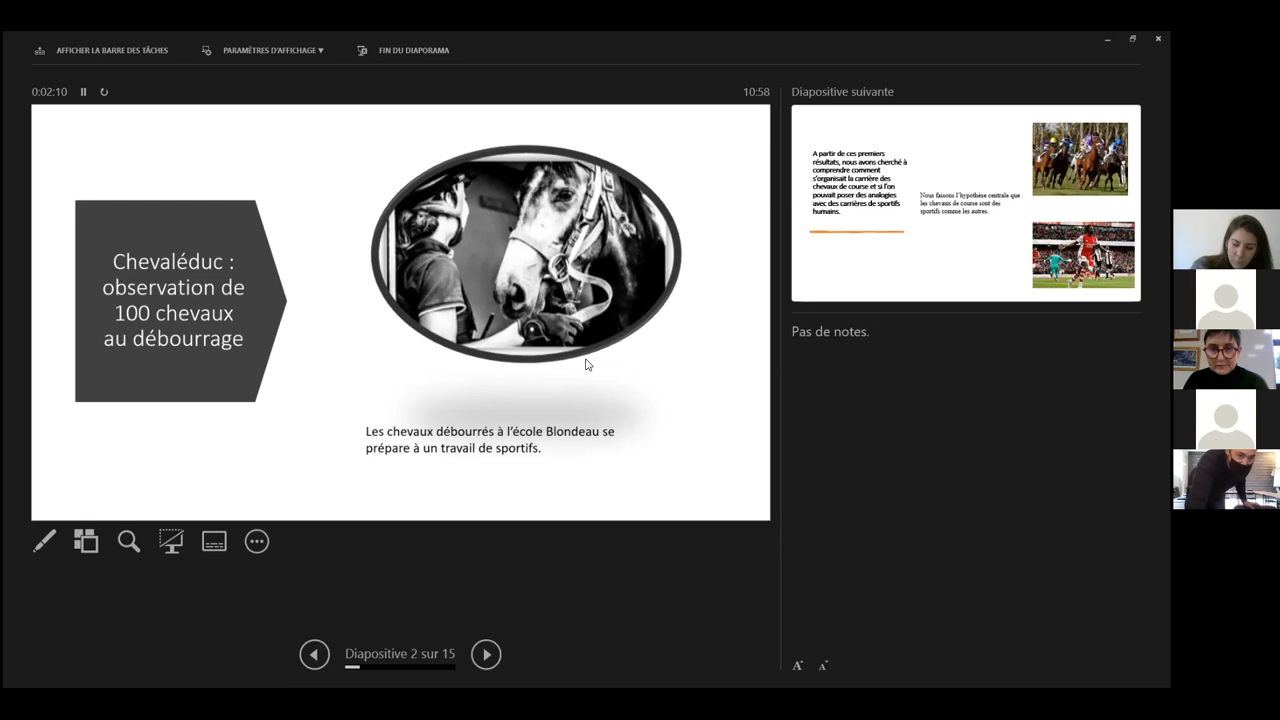 AFFICHER LA BARRE DES TÂCHES
PARAMÈTRES D'AFFICHAGE ▼
FIN DU DIAPORAMA
0:02:10
10:58
Chevaléduc :
observation de
100 chevaux
au débourrage
Les chevaux débourrés à l'école Blondeau se
prépare à un travail de sportifs.
Diapositive suivante
A partir de ces premiers
résultats, nous avons cherché à
comprendre comment
s'organisait la carrière des
chevaux de course et si l'on
pouvait poser des analogies
avec des carrières de sportifs
humains.
Nous faisons l'hypothèse centrale que
les chevaux de course sont des
sportifs comme les autres.
Pas de notes.
Diapositive 2 sur 15
A A